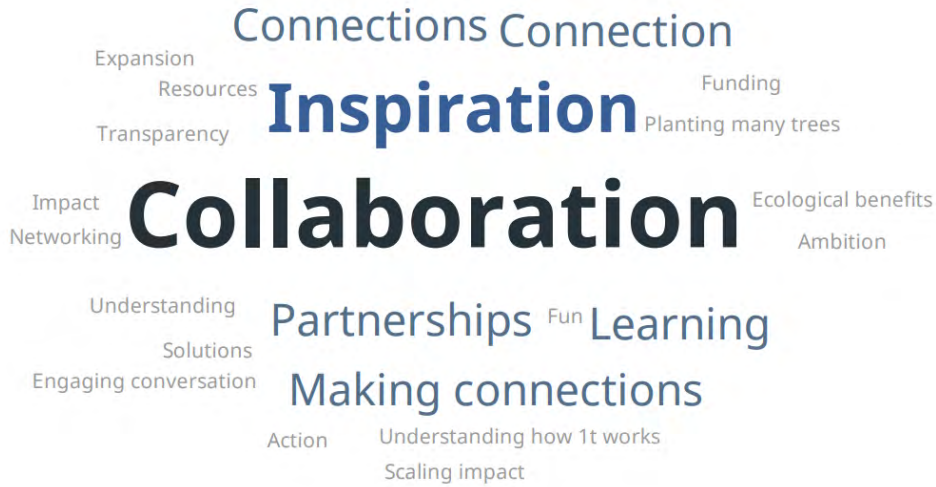 Connections Connection
Expansion
Resources
Inspiration
Funding
Transparency
Planting many trees
Impact
Collaboration
Ecological benefits
Networking
Ambition
Understanding
Partnerships
Fun
Learning
Solutions
Engaging conversation
Making connections
Action
Understanding how 1t works
Scaling impact